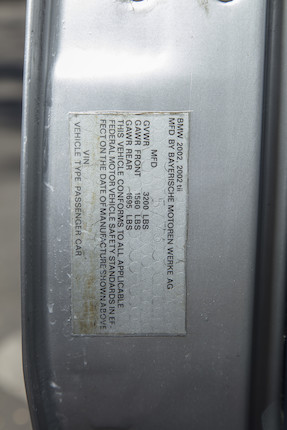 BMW 2002, 2002 tii
MFD BY BAYERISCHE MOTOREN WERKE AG
MFD
GVWR 3200 LBS
GAWR FRONT 1560 LBS
GAWR REAR 1695 LBS
THIS VEHICLE CONFORMS TO ALL APPLICABLE
FEDERAL MOTOR VEHICLE SAFETY STANDARDS IN EF-
FECT ON THE DATE OF MANUFACTURE SHOWN ABOVE
VIN
VEHICLE TYPE: PASSENGER CAR